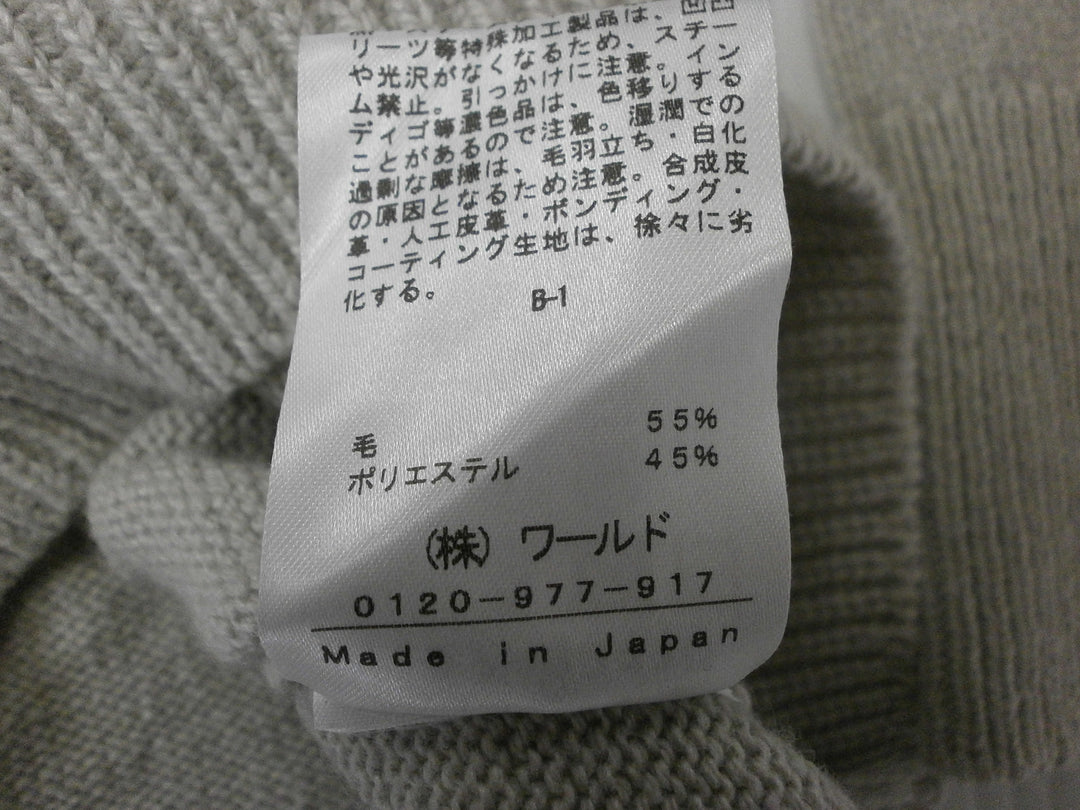 リーツ等特殊加工製品は、凹凸
や光沢がなくなるため、スチー
ム禁止。引っかけに注意。イン
ディゴ等濃色品は、色移りする
ことがあるので注意。湿潤での
過剰な摩擦は、毛羽立ち・白化
の原因となるため注意。合成皮
革・人工皮革・ボンディング・
コーティング生地は、徐々に劣
化する。 B-1
毛 55%
ポリエステル 45%
(株) ワールド
0120-977-917
Made in Japan